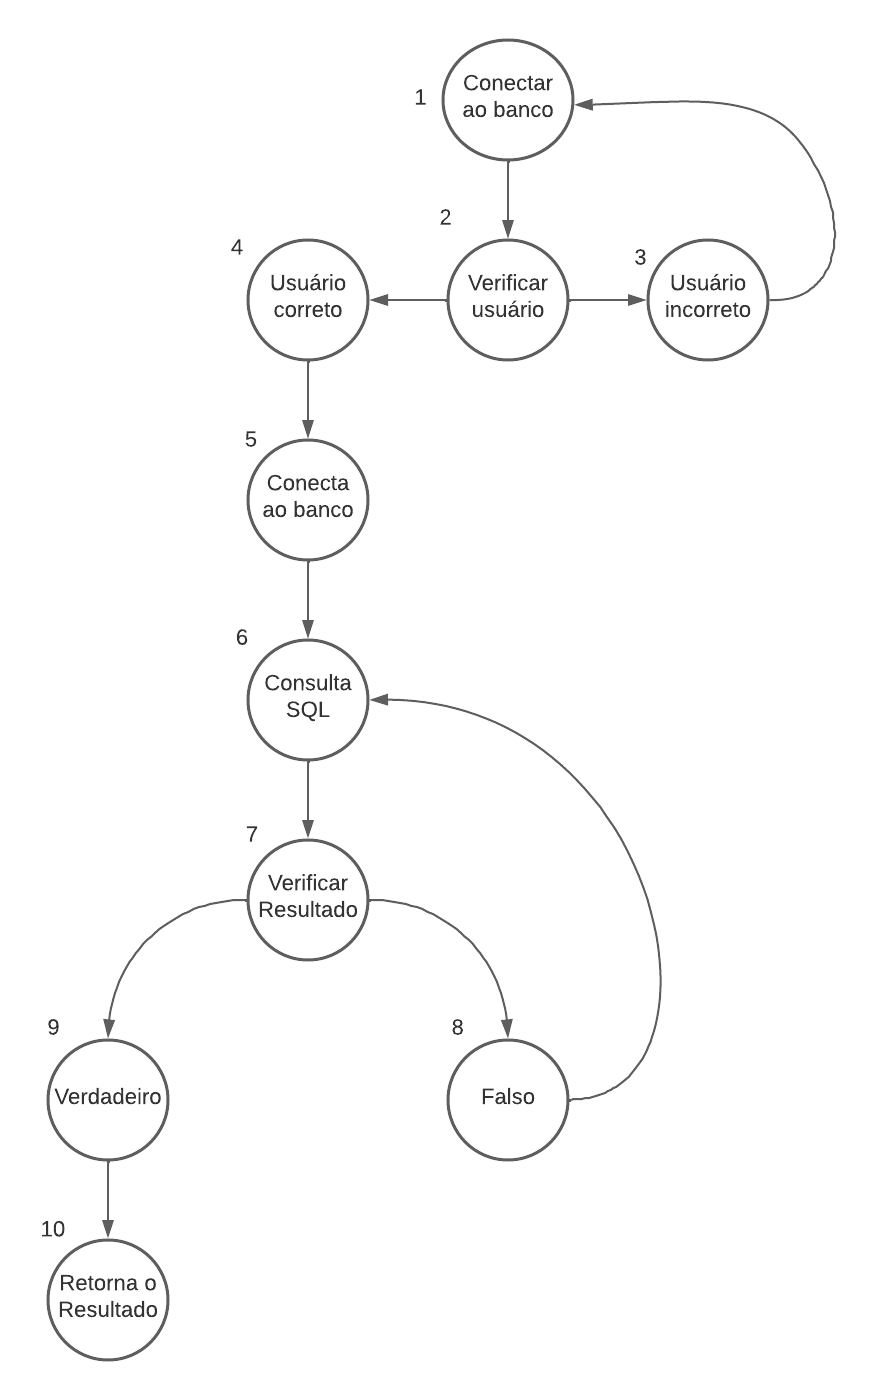 1
Conectar
ao banco
2
Verificar
usuário
3
Usuário
incorreto
4
Usuário
correto
5
Conecta
ao banco
6
Consulta
SQL
7
Verificar
Resultado
8
Falso
9
Verdadeiro
10
Retorna o
Resultado